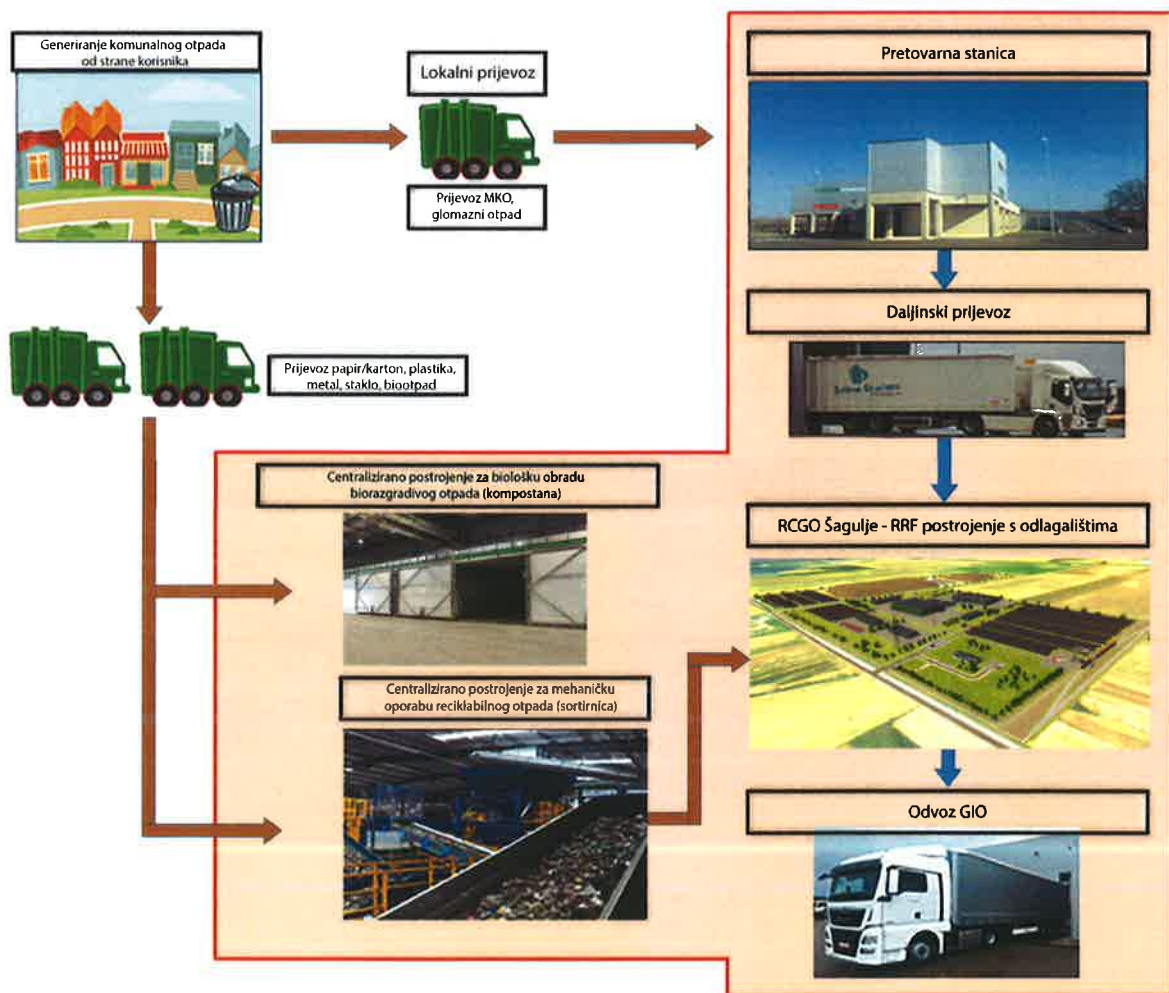 Generiranje komunalnog otpada
od strane korisnika
Lokalni prijevoz
Prijevoz MKO,
glomazni otpad
Pretovarna stanica
Daljinski prijevoz
Prijevoz papir/karton, plastika,
metal, staklo, biootpad
Centralizirano postrojenje za biološku obradu
biorazgradivog otpada (kompostana)
RCGO Šagulje - RRF postrojenje s odlagalištima
Centralizirano postrojenje za mehaničku
oporabu reciklabilnog otpada (sortirnica)
Odvoz GIO